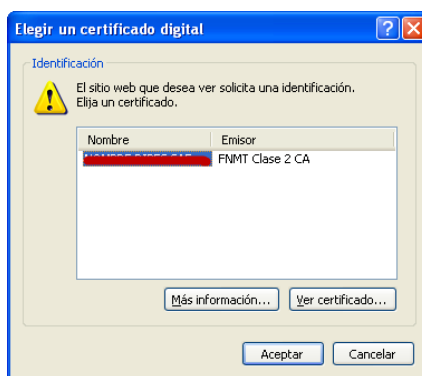 Elegir un certificado digital
Identificación
El sitio web que desea ver solicita una identificación.
Elija un certificado.
Nombre Emisor
FNMT Clase 2 CA
Más información... Ver certificado...
Aceptar Cancelar